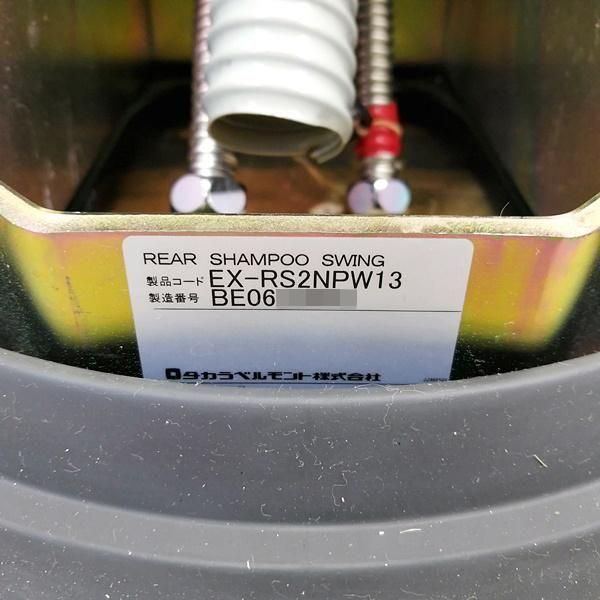 REAR SHAMPOO SWING
製品コード EX-RS2NPW13
製造番号 BE06
タカラベルモント株式会社